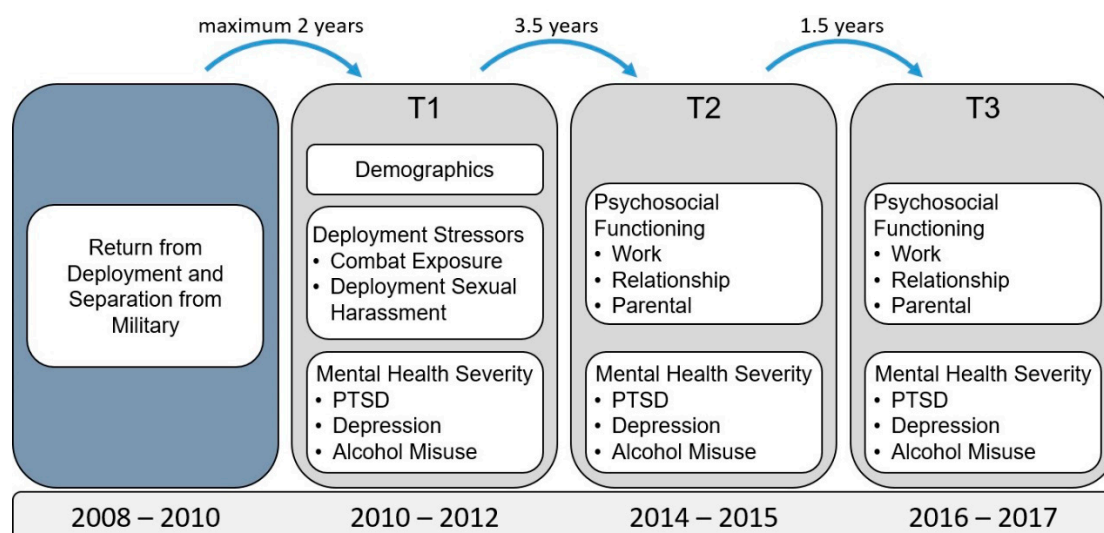 maximum 2 years
3.5 years
1.5 years
Return from
Deployment and
Separation from
Military
T1
Demographics
Deployment Stressors
• Combat Exposure
• Deployment Sexual
Harassment
Mental Health Severity
• PTSD
• Depression
• Alcohol Misuse
T2
Psychosocial
Functioning
• Work
• Relationship
• Parental
Mental Health Severity
• PTSD
• Depression
• Alcohol Misuse
T3
Psychosocial
Functioning
• Work
• Relationship
• Parental
Mental Health Severity
• PTSD
• Depression
• Alcohol Misuse
2008 – 2010
2010 – 2012
2014 – 2015
2016 – 2017